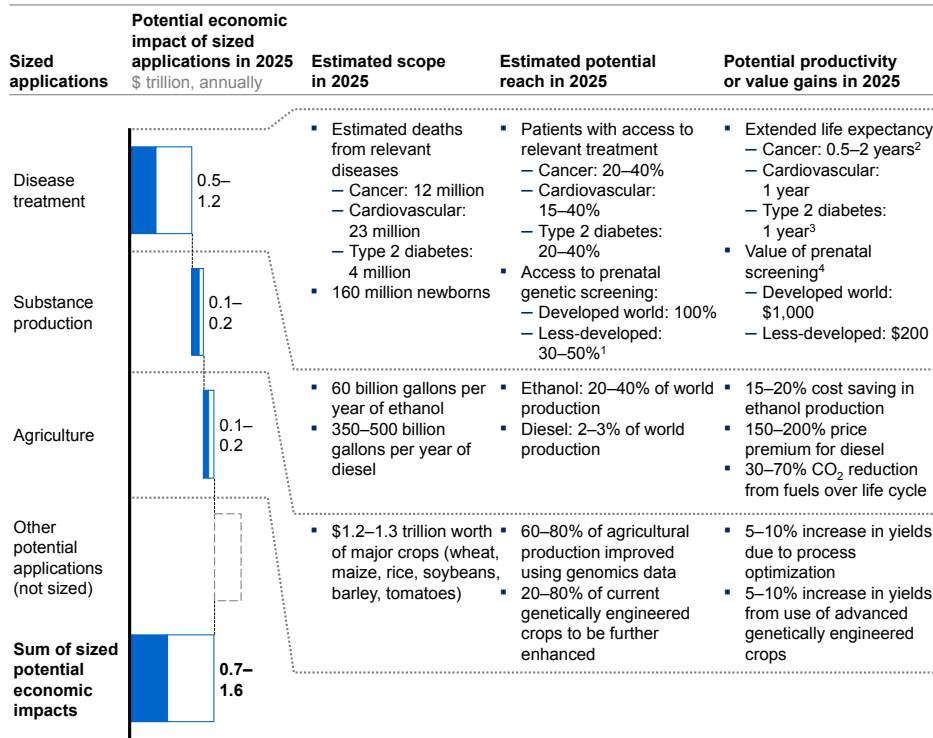 Sized
applications
Potential economic
impact of sized
applications in 2025
$ trillion, annually
Estimated scope
in 2025
Estimated potential
reach in 2025
Potential productivity
or value gains in 2025
Disease
treatment
0.5–
1.2
▪ Estimated deaths
from relevant
diseases
– Cancer: 12 million
– Cardiovascular:
23 million
– Type 2 diabetes:
4 million
▪ 160 million newborns
▪ Patients with access to
relevant treatment
– Cancer: 20–40%
– Cardiovascular:
15–40%
– Type 2 diabetes:
20–40%
▪ Access to prenatal
genetic screening:
– Developed world: 100%
– Less-developed:
30–50%¹
▪ Extended life expectancy
– Cancer: 0.5–2 years²
– Cardiovascular:
1 year
– Type 2 diabetes:
1 year³
▪ Value of prenatal
screening⁴
– Developed world:
$1,000
– Less-developed: $200
Substance
production
0.1–
0.2
▪ 60 billion gallons per
year of ethanol
▪ 350–500 billion
gallons per year of
diesel
▪ Ethanol: 20–40% of world
production
▪ Diesel: 2–3% of world
production
▪ 15–20% cost saving in
ethanol production
▪ 150–200% price
premium for diesel
▪ 30–70% CO₂ reduction
from fuels over life cycle
Agriculture
0.1–
0.2
▪ $1.2–1.3 trillion worth
of major crops (wheat,
maize, rice, soybeans,
barley, tomatoes)
▪ 60–80% of agricultural
production improved
using genomics data
▪ 20–80% of current
genetically engineered
crops to be further
enhanced
▪ 5–10% increase in yields
due to process
optimization
▪ 5–10% increase in yields
from use of advanced
genetically engineered
crops
Other
potential
applications
(not sized)
Sum of sized
potential
economic
impacts
0.7–
1.6